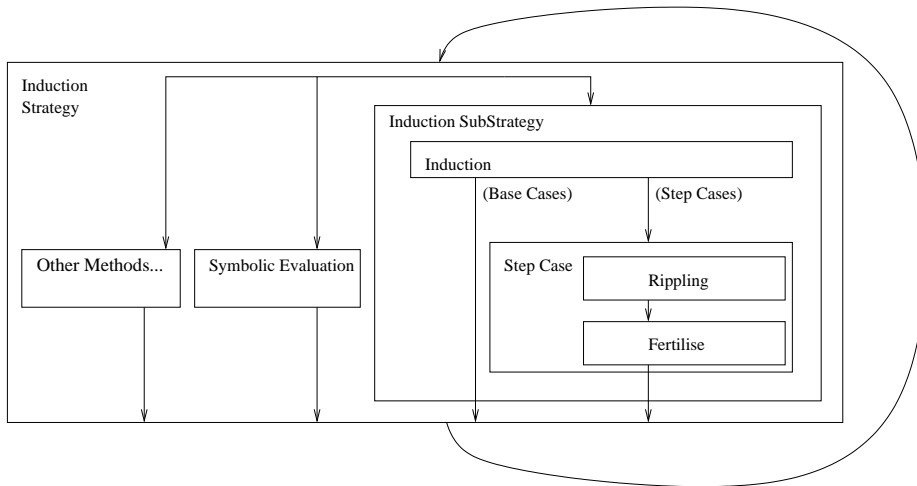 Induction
Strategy
Induction SubStrategy
Induction
(Base Cases)
(Step Cases)
Other Methods...
Symbolic Evaluation
Step Case
Rippling
Fertilise